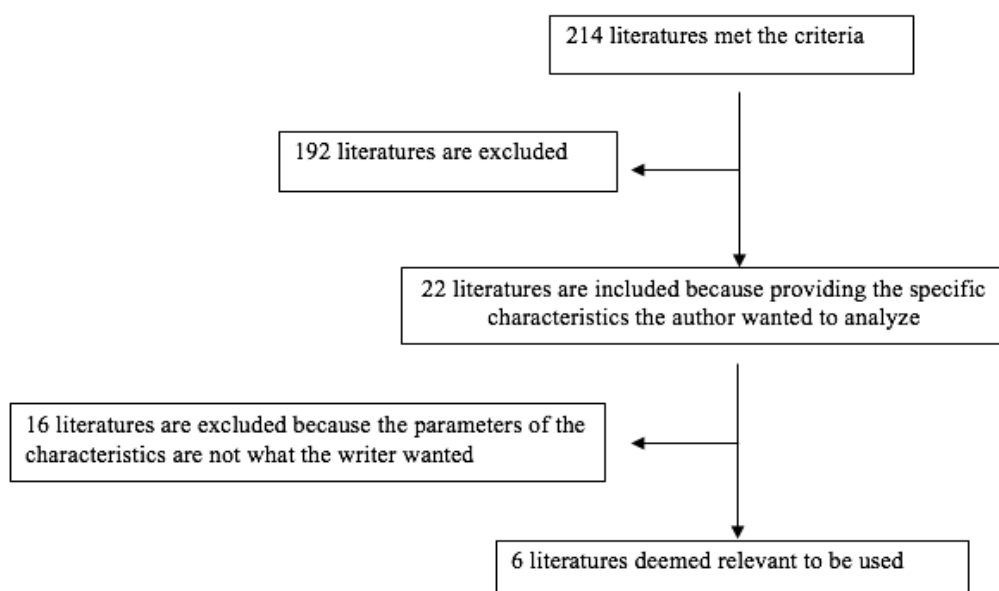 214 literatures met the criteria
192 literatures are excluded
22 literatures are included because providing the specific
characteristics the author wanted to analyze
16 literatures are excluded because the parameters of the
characteristics are not what the writer wanted
6 literatures deemed relevant to be used